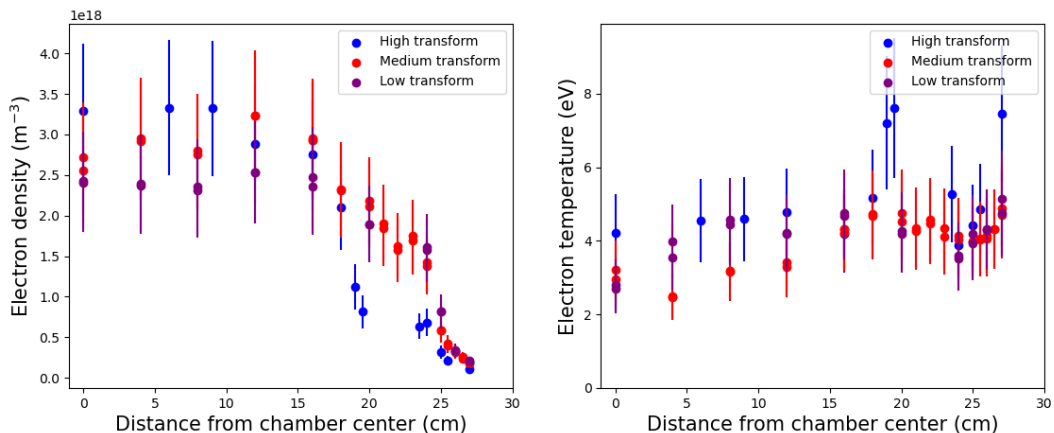 1e18
4.0
3.5
3.0
2.5
2.0
1.5
1.0
0.5
0.0
Electron density (m⁻³)
High transform
Medium transform
Low transform
0 5 10 15 20 25 30
Distance from chamber center (cm)
8
6
4
2
0
Electron temperature (eV)
High transform
Medium transform
Low transform
0 5 10 15 20 25 30
Distance from chamber center (cm)